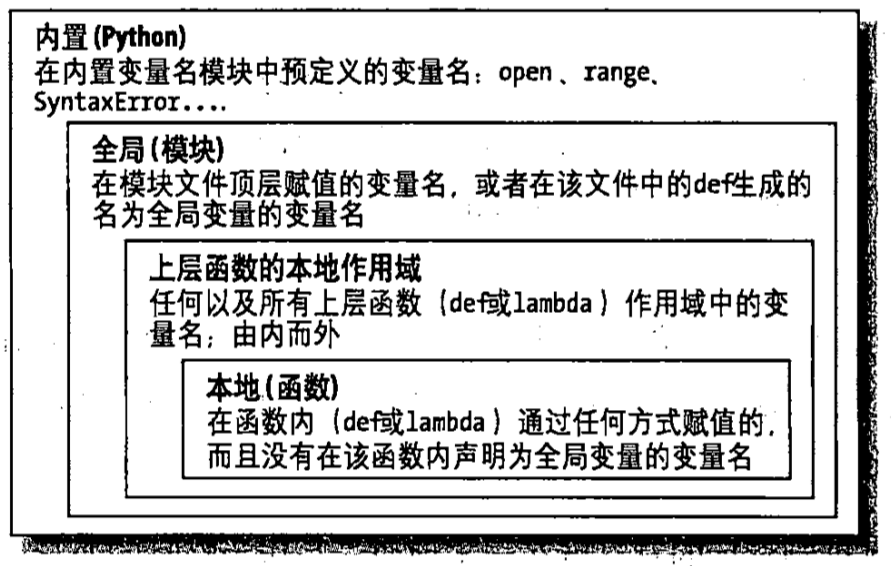 内置(Python)
在内置变量名模块中预定义的变量名：open、range、
SyntaxError....
全局(模块)
在模块文件顶层赋值的变量名，或者在该文件中的def生成的
名为全局变量的变量名
上层函数的本地作用域
任何以及所有上层函数（def或lambda）作用域中的变
量名；由内而外
本地(函数)
在函数内（def或lambda）通过任何方式赋值的，
而且没有在该函数内声明为全局变量的变量名